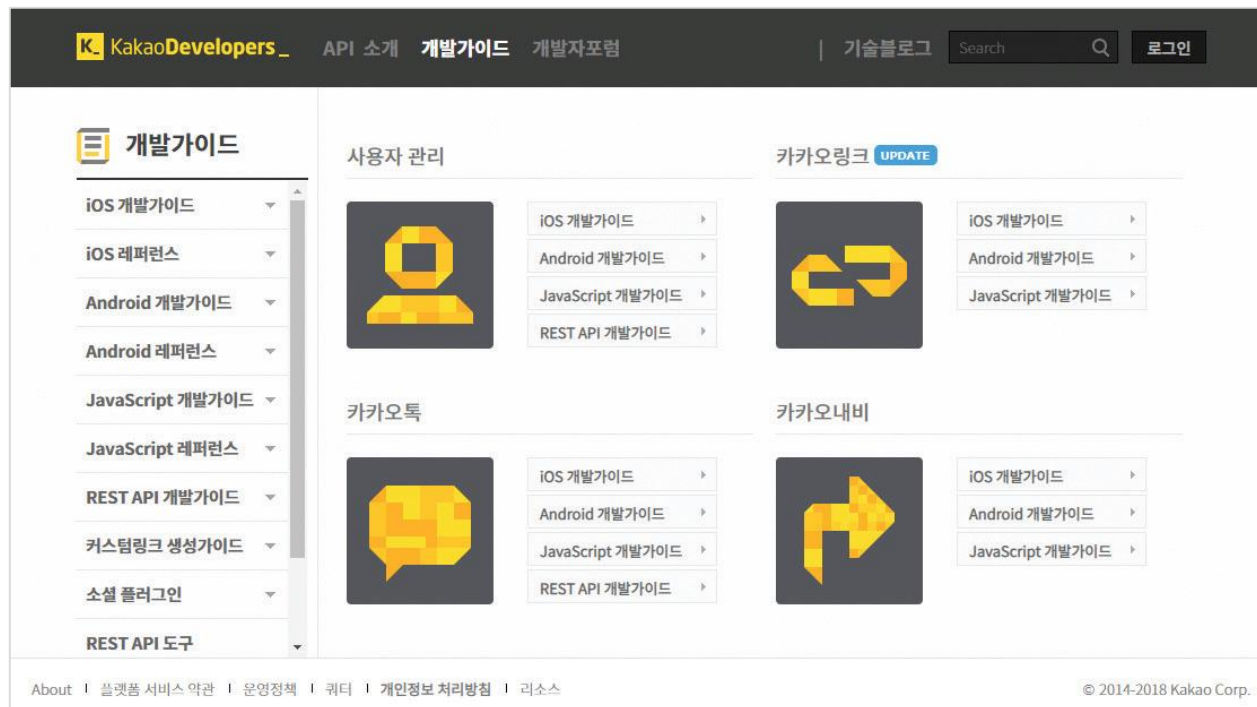 K_ KakaoDevelopers_ API 소개 개발가이드 개발자포럼 | 기술블로그 Search 로그인
개발가이드
iOS 개발가이드
iOS 레퍼런스
Android 개발가이드
Android 레퍼런스
JavaScript 개발가이드
JavaScript 레퍼런스
REST API 개발가이드
커스텀링크 생성가이드
소셜 플러그인
REST API 도구
사용자 관리
iOS 개발가이드
Android 개발가이드
JavaScript 개발가이드
REST API 개발가이드
카카오링크 UPDATE
iOS 개발가이드
Android 개발가이드
JavaScript 개발가이드
카카오톡
iOS 개발가이드
Android 개발가이드
JavaScript 개발가이드
REST API 개발가이드
카카오내비
iOS 개발가이드
Android 개발가이드
JavaScript 개발가이드
About | 플랫폼 서비스 약관 | 운영정책 | 쿼터 | 개인정보 처리방침 | 리소스 © 2014-2018 Kakao Corp.